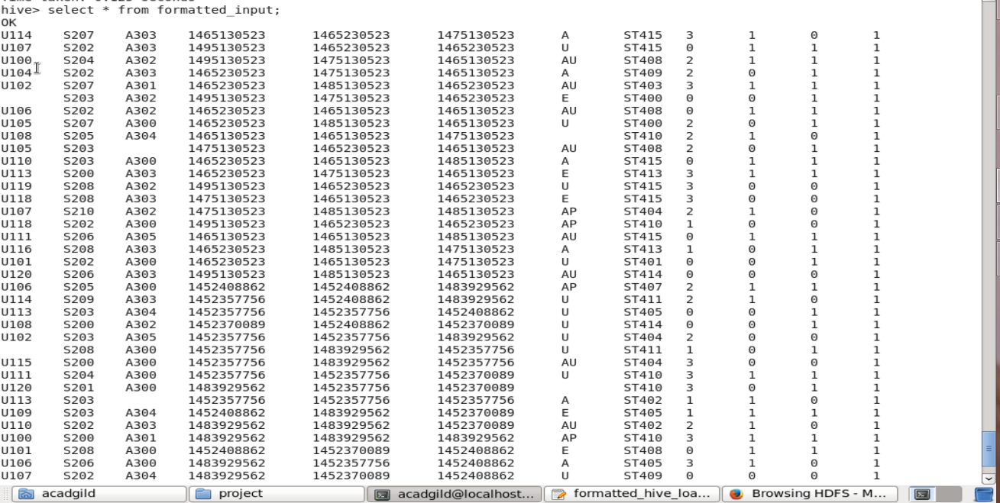 hive> select * from formatted_input;
OK
U114 S207 A303 1465130523 1465230523 1475130523 A ST415 3 1 0 1
U107 S202 A303 1495130523 1465230523 1465230523 U ST415 0 1 1 1
U100 S204 A302 1495130523 1475130523 1465130523 AU ST408 2 1 1 1
U104 S202 A303 1465230523 1475130523 1465130523 A ST409 2 0 1 1
U102 S207 A301 1465230523 1485130523 1465230523 AU ST403 3 1 1 1
S203 A302 1495130523 1475130523 1465230523 E ST400 0 0 1 1
U106 S202 A302 1465230523 1465130523 1465230523 AU ST408 0 1 1 1
U105 S207 A300 1465130523 1485130523 1465230523 U ST400 2 0 1 1
U108 S205 A304 1465130523 1465130523 1475130523 ST410 2 1 0 1
U105 S203 1475130523 1465230523 1465130523 AU ST408 2 0 1 1
U110 S203 A300 1465230523 1465130523 1485130523 A ST415 0 1 1 1
U113 S200 A303 1465230523 1475130523 1465130523 E ST413 3 1 1 1
U119 S208 A302 1495130523 1465230523 1465230523 U ST415 3 0 0 1
U118 S208 A303 1475130523 1465130523 1465230523 E ST415 3 0 0 1
U107 S210 A302 1475130523 1485130523 1485130523 AP ST404 2 1 0 1
U118 S202 A300 1495130523 1465230523 1465230523 AP ST410 1 0 0 1
U111 S206 A305 1465130523 1465130523 1485130523 AU ST415 0 1 1 1
U116 S208 A303 1465230523 1485130523 1475130523 A ST413 1 0 1 1
U101 S202 A300 1465230523 1465130523 1475130523 U ST401 0 0 1 1
U120 S206 A303 1495130523 1485130523 1465130523 AU ST414 0 0 0 1
U106 S205 A300 1452408862 1452408862 1483929562 AP ST407 2 1 1 1
U114 S209 A303 1452357756 1452408862 1483929562 U ST411 2 1 0 1
U113 S203 A304 1452357756 1452357756 1452408862 U ST405 0 0 1 1
U108 S200 A302 1452370089 1452408862 1452370089 U ST414 0 0 1 1
U102 S203 A305 1452357756 1452357756 1483929562 U ST404 2 0 0 1
S208 A300 1452357756 1483929562 1452357756 U ST411 1 0 1 1
U115 S200 A300 1452357756 1483929562 1452357756 AU ST404 3 0 0 1
U111 S204 A300 1452357756 1452357756 1452370089 U ST410 3 1 1 1
U120 S201 A300 1483929562 1452357756 1452370089 ST410 3 0 1 1
U113 S203 1452357756 1452357756 1452357756 A ST402 1 1 0 1
U109 S203 A304 1452408862 1483929562 1452370089 E ST405 1 1 1 1
U110 S202 A303 1483929562 1452357756 1452370089 AU ST402 2 1 0 1
U100 S200 A301 1483929562 1483929562 1483929562 AP ST410 3 1 1 1
U101 S208 A300 1452408862 1452370089 1452408862 E ST408 0 1 1 1
U106 S206 A300 1483929562 1452357756 1452408862 A ST405 3 1 0 1
U107 S202 A304 1483929562 1452370089 1452408862 U ST409 0 0 0 1
acadgild project acadgild@localhost... formatted_hive_loa... Browsing HDFS - M...